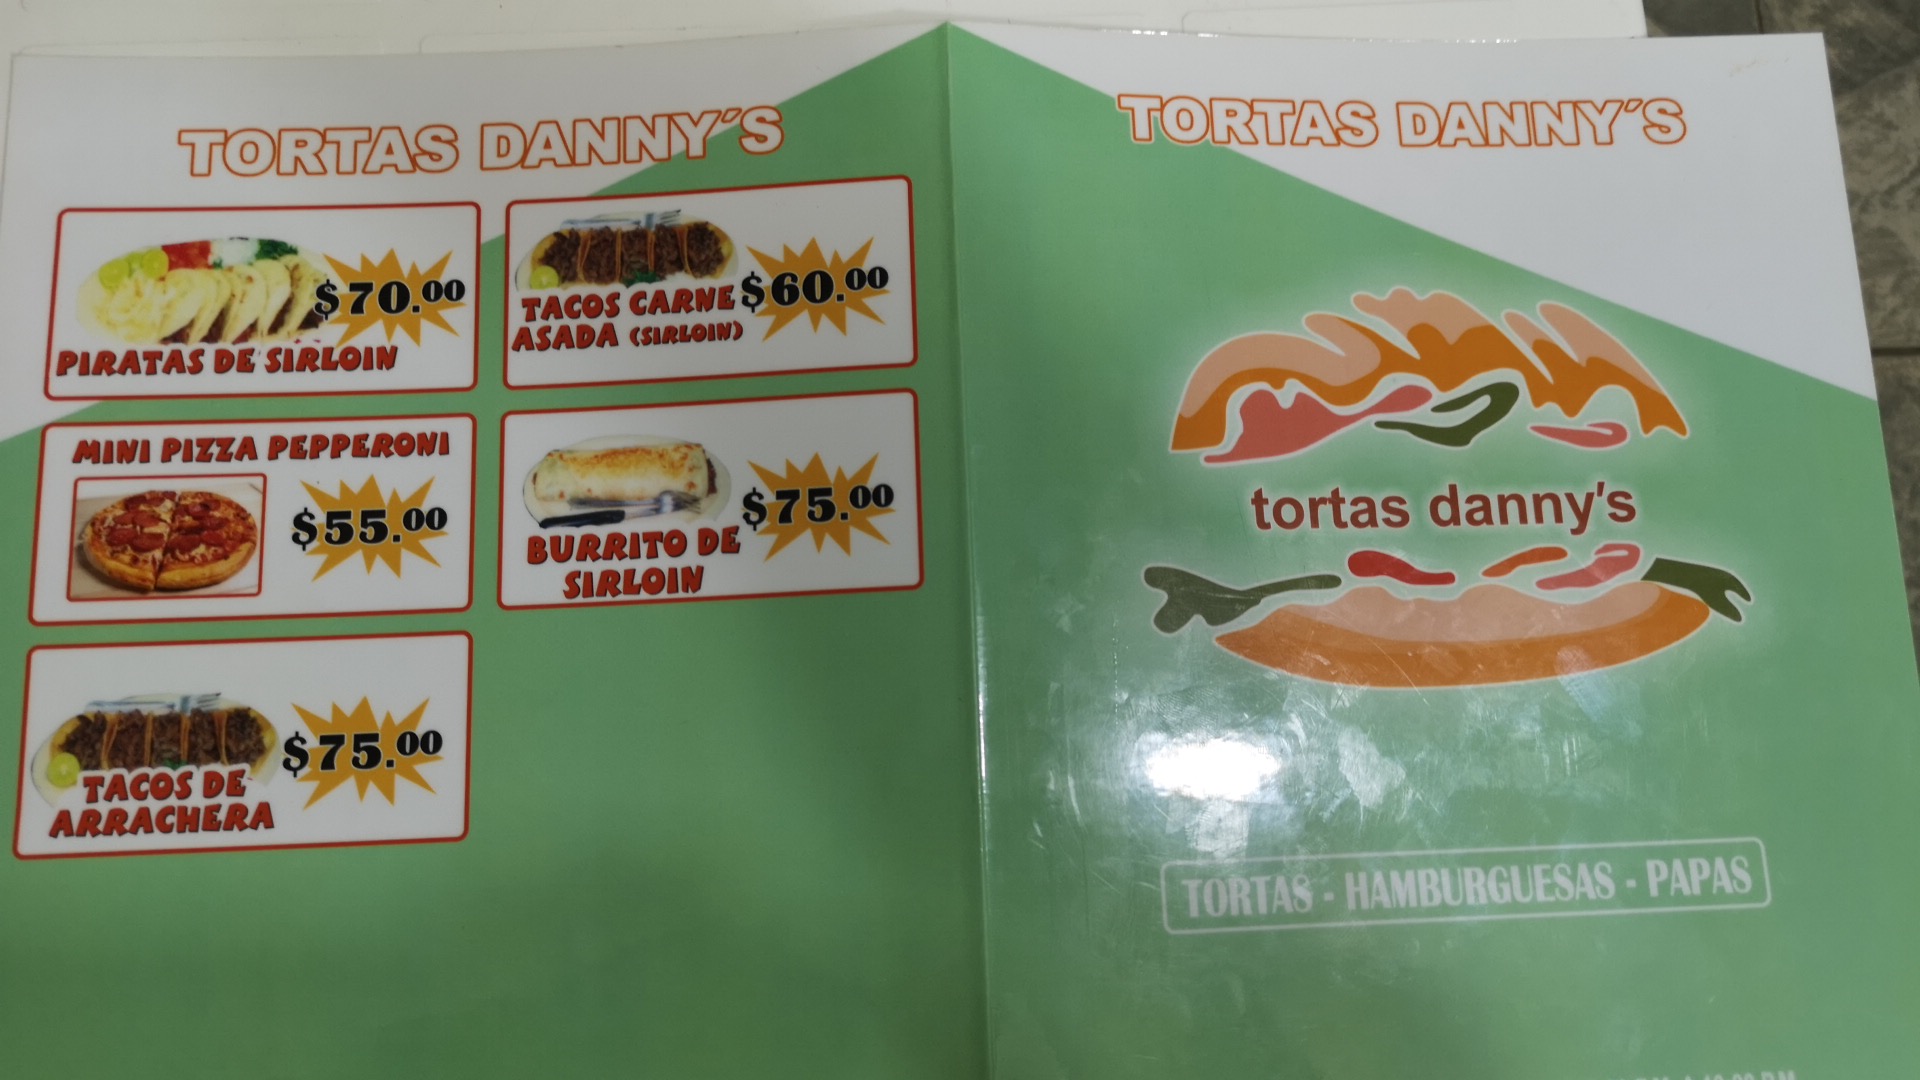 TORTAS DANNY´S
$70.00
PIRATAS DE SIRLOIN
TACOS CARNE
ASADA (SIRLOIN)
$60.00
MINI PIZZA PEPPERONI
$55.00
$75.00
BURRITO DE
SIRLOIN
$75.00
TACOS DE
ARRACHERA
TORTAS DANNY´S
tortas danny's
TORTAS - HAMBURGUESAS - PAPAS